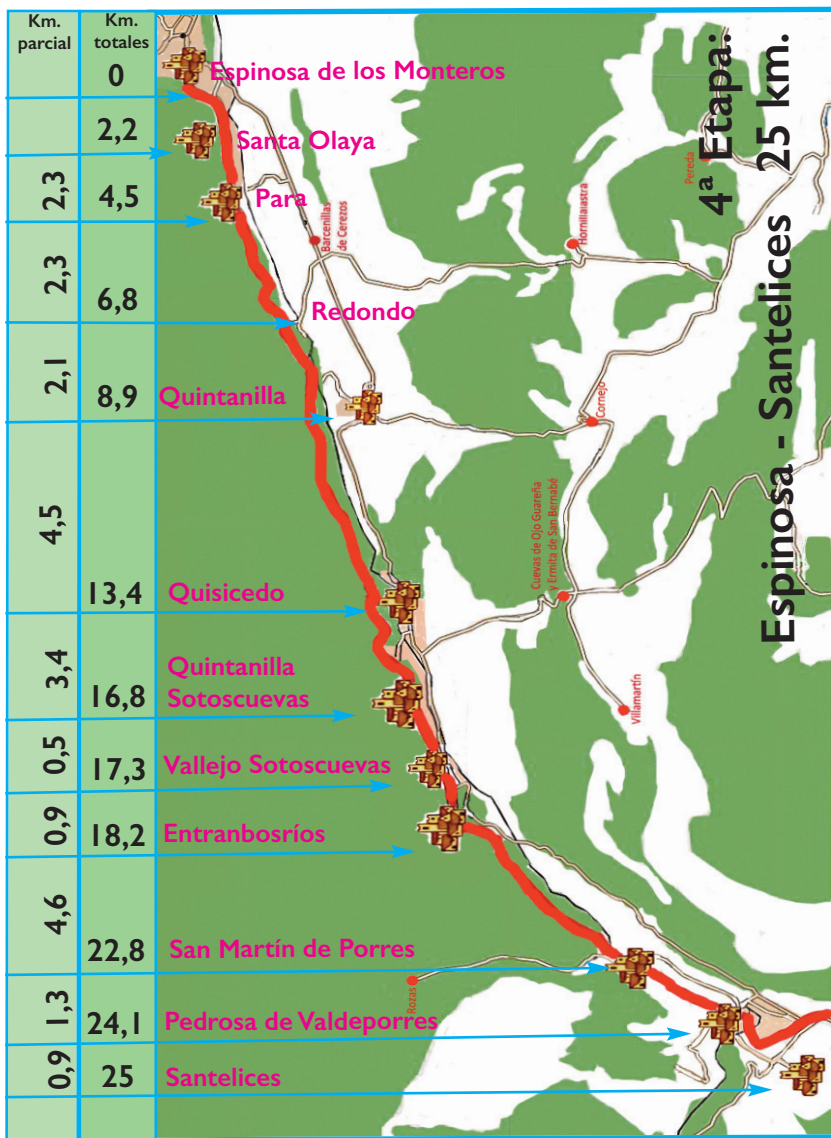 Km.
parcial
Km.
totales
0
Espinosa de los Monteros
2,2
Santa Olaya
2,3
4,5
Para
2,3
6,8
Redondo
2,1
8,9
Quintanilla
4,5
13,4
Quisicedo
3,4
16,8
Quintanilla
Sotoscuevas
0,5
17,3
Vallejo Sotoscuevas
0,9
18,2
Entranbosríos
4,6
22,8
San Martín de Porres
1,3
24,1
Pedrosa de Valdeporres
0,9
25
Santelices
Barcenillas
de Cerezos
Hornillaiastra
Pereda
Cornejo
Cuevas de Ojo Guareña
y Ermita de San Bernabé
Villamartín
Rozas
4ª Etapa:
Espinosa - Santelices 25 km.